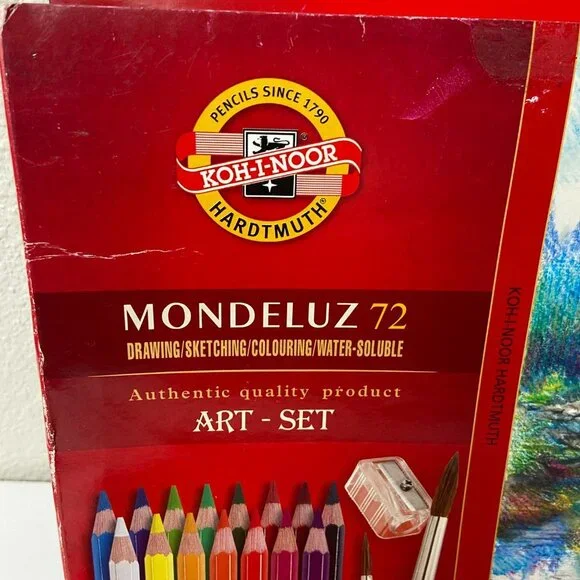 PENCILS SINCE 1790
KOH-I-NOOR®
HARDTMUTH®
MONDELUZ 72
DRAWING/SKETCHING/COLOURING/WATER-SOLUBLE
Authentic quality product
ART - SET
KOH-I-NOOR HARDTMUTH